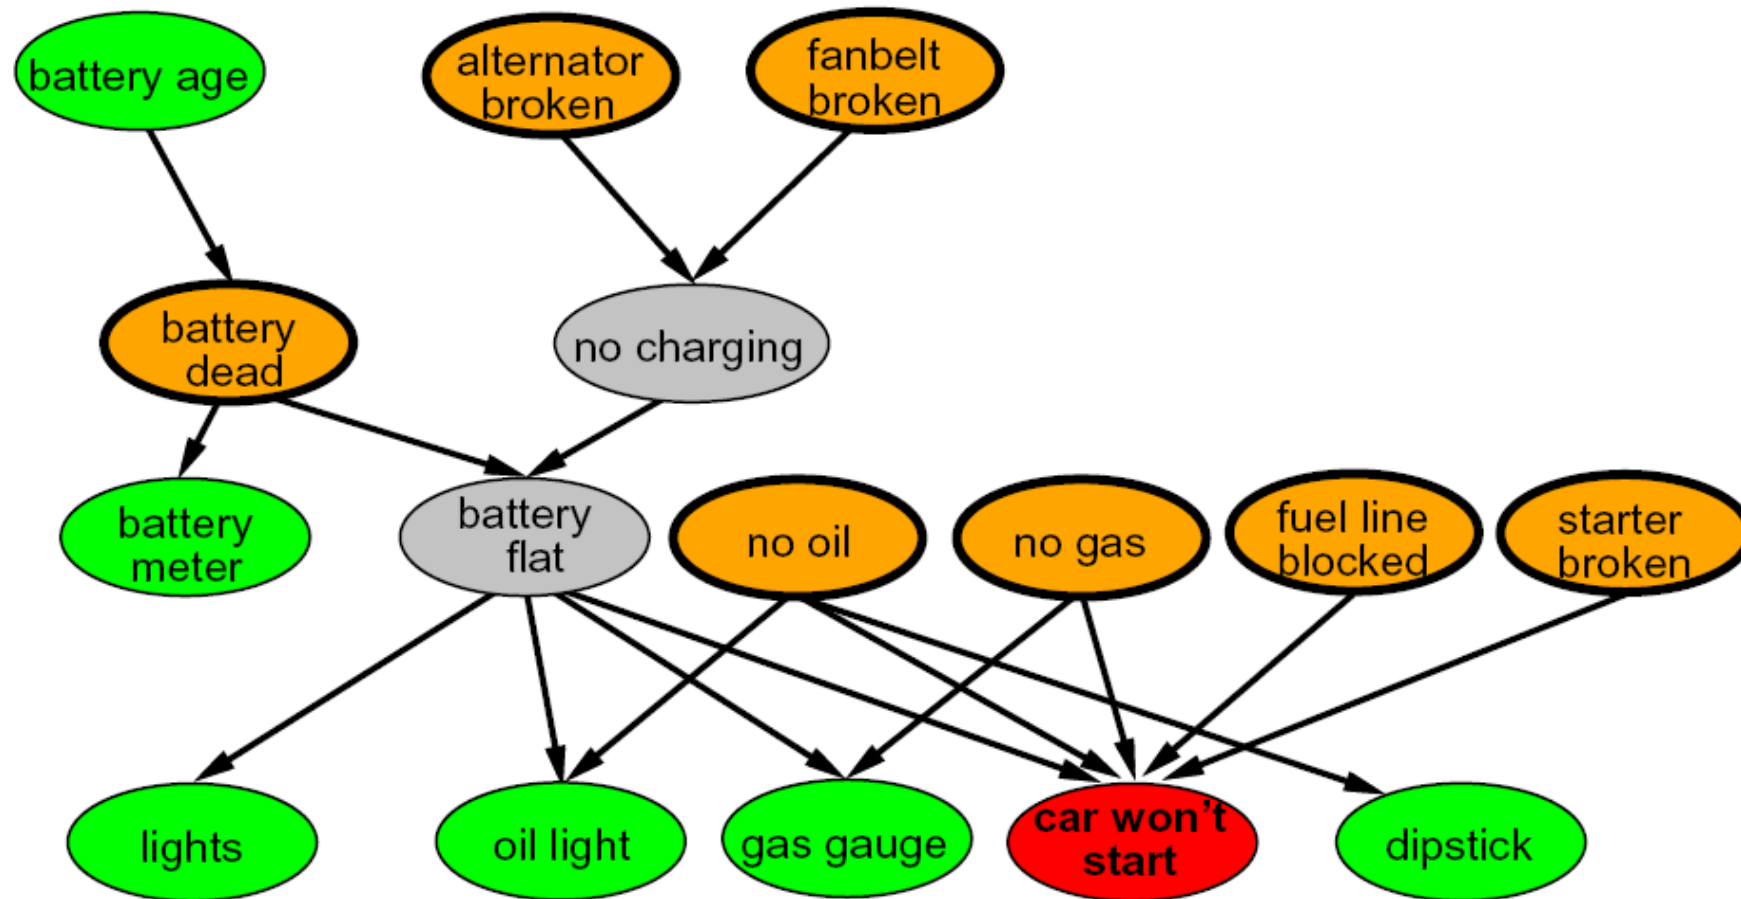 battery age
alternator
broken
fanbelt
broken
battery
dead
no charging
battery
meter
battery
flat
no oil
no gas
fuel line
blocked
starter
broken
lights
oil light
gas gauge
car won't
start
dipstick